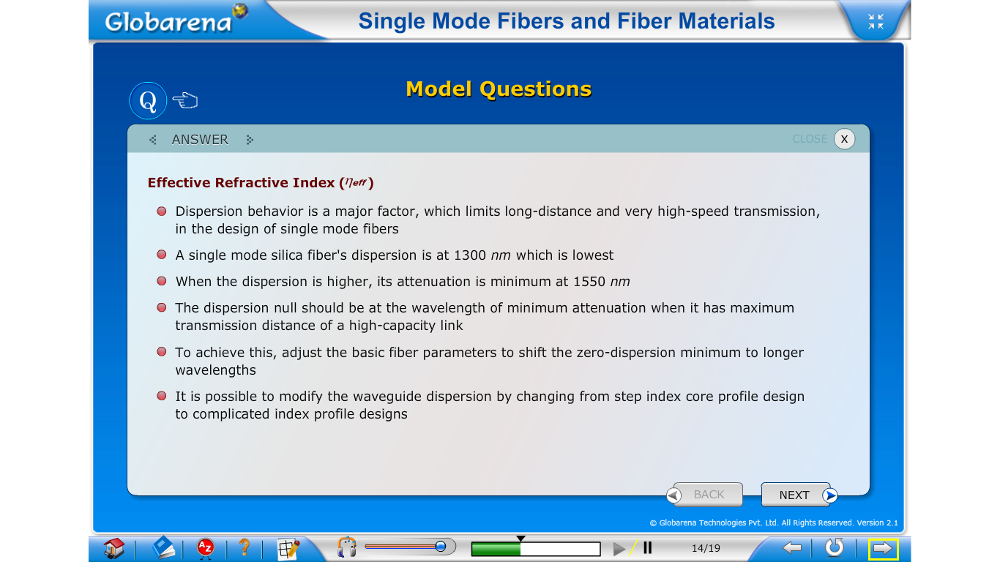 Globarena
Single Mode Fibers and Fiber Materials
Q
Model Questions
ANSWER
CLOSE X
Effective Refractive Index (ηeff)
Dispersion behavior is a major factor, which limits long-distance and very high-speed transmission,
in the design of single mode fibers
A single mode silica fiber's dispersion is at 1300 nm which is lowest
When the dispersion is higher, its attenuation is minimum at 1550 nm
The dispersion null should be at the wavelength of minimum attenuation when it has maximum
transmission distance of a high-capacity link
To achieve this, adjust the basic fiber parameters to shift the zero-dispersion minimum to longer
wavelengths
It is possible to modify the waveguide dispersion by changing from step index core profile design
to complicated index profile designs
BACK
NEXT
© Globarena Technologies Pvt. Ltd. All Rights Reserved. Version 2.1
AZ
?
14/19